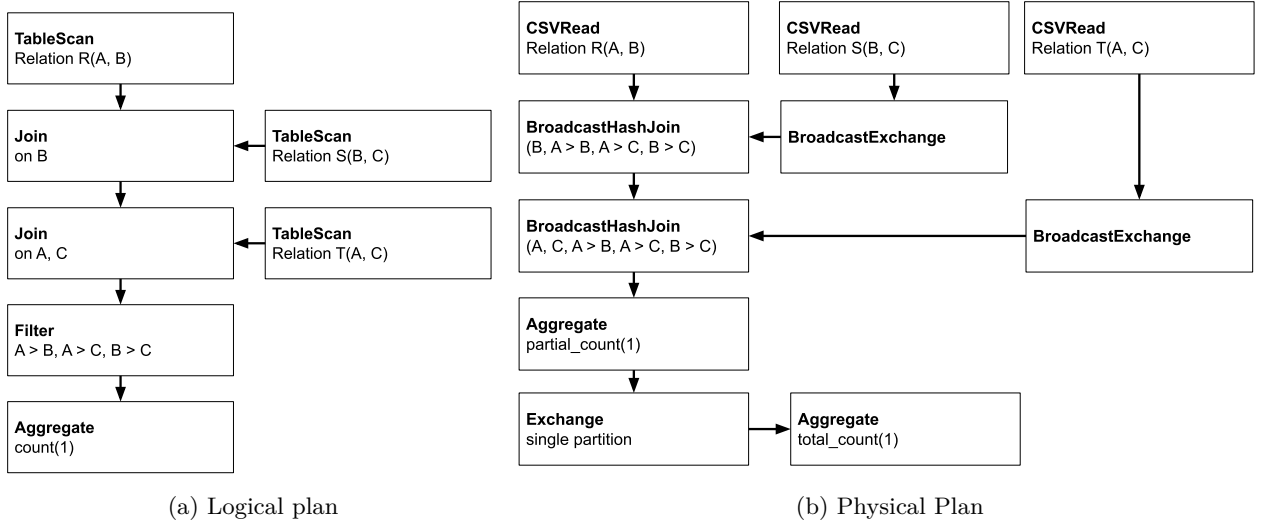 TableScan
Relation R(A, B)
Join
on B
TableScan
Relation S(B, C)
Join
on A, C
TableScan
Relation T(A, C)
Filter
A > B, A > C, B > C
Aggregate
count(1)
(a) Logical plan
CSVRead
Relation R(A, B)
CSVRead
Relation S(B, C)
CSVRead
Relation T(A, C)
BroadcastHashJoin
(B, A > B, A > C, B > C)
BroadcastExchange
BroadcastHashJoin
(A, C, A > B, A > C, B > C)
BroadcastExchange
Aggregate
partial_count(1)
Exchange
single partition
Aggregate
total_count(1)
(b) Physical Plan